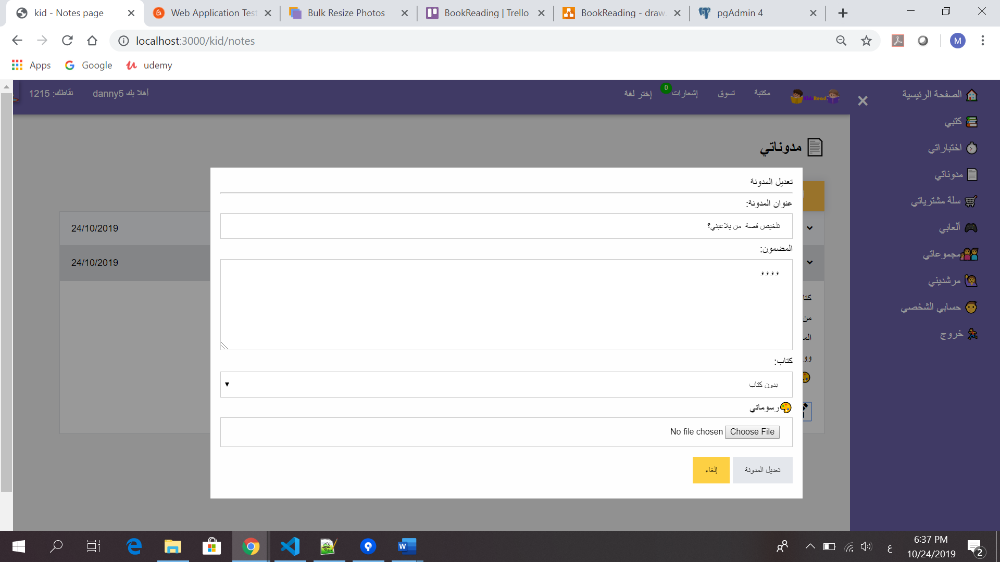 kid - Notes page
Web Application Test
Bulk Resize Photos
BookReading | Trello
BookReading - draw.
pgAdmin 4
localhost:3000/kid/notes
M
Apps
Google
udemy
الصفحة الرئيسية
كتبي
اختباراتي
مدوناتي
سلة مشترياتي
ألعابي
مجموعاتي
مرشديني
حسابي الشخصي
خروج
KidsRead
مكتبة
تسوق
إشعارات
0
إختر لغة
أهلا بك danny5
نقاطك: 1215
مدوناتي
24/10/2019
24/10/2019
تعديل المدونة
عنوان المدونة:
تلخيص قصة  من يلاعبني؟
المضمون:
و و و و
كتاب:
بدون كتاب
رسوماتي
Choose File No file chosen
تعديل المدونة
إلغاء
ع
6:37 PM
10/24/2019
2